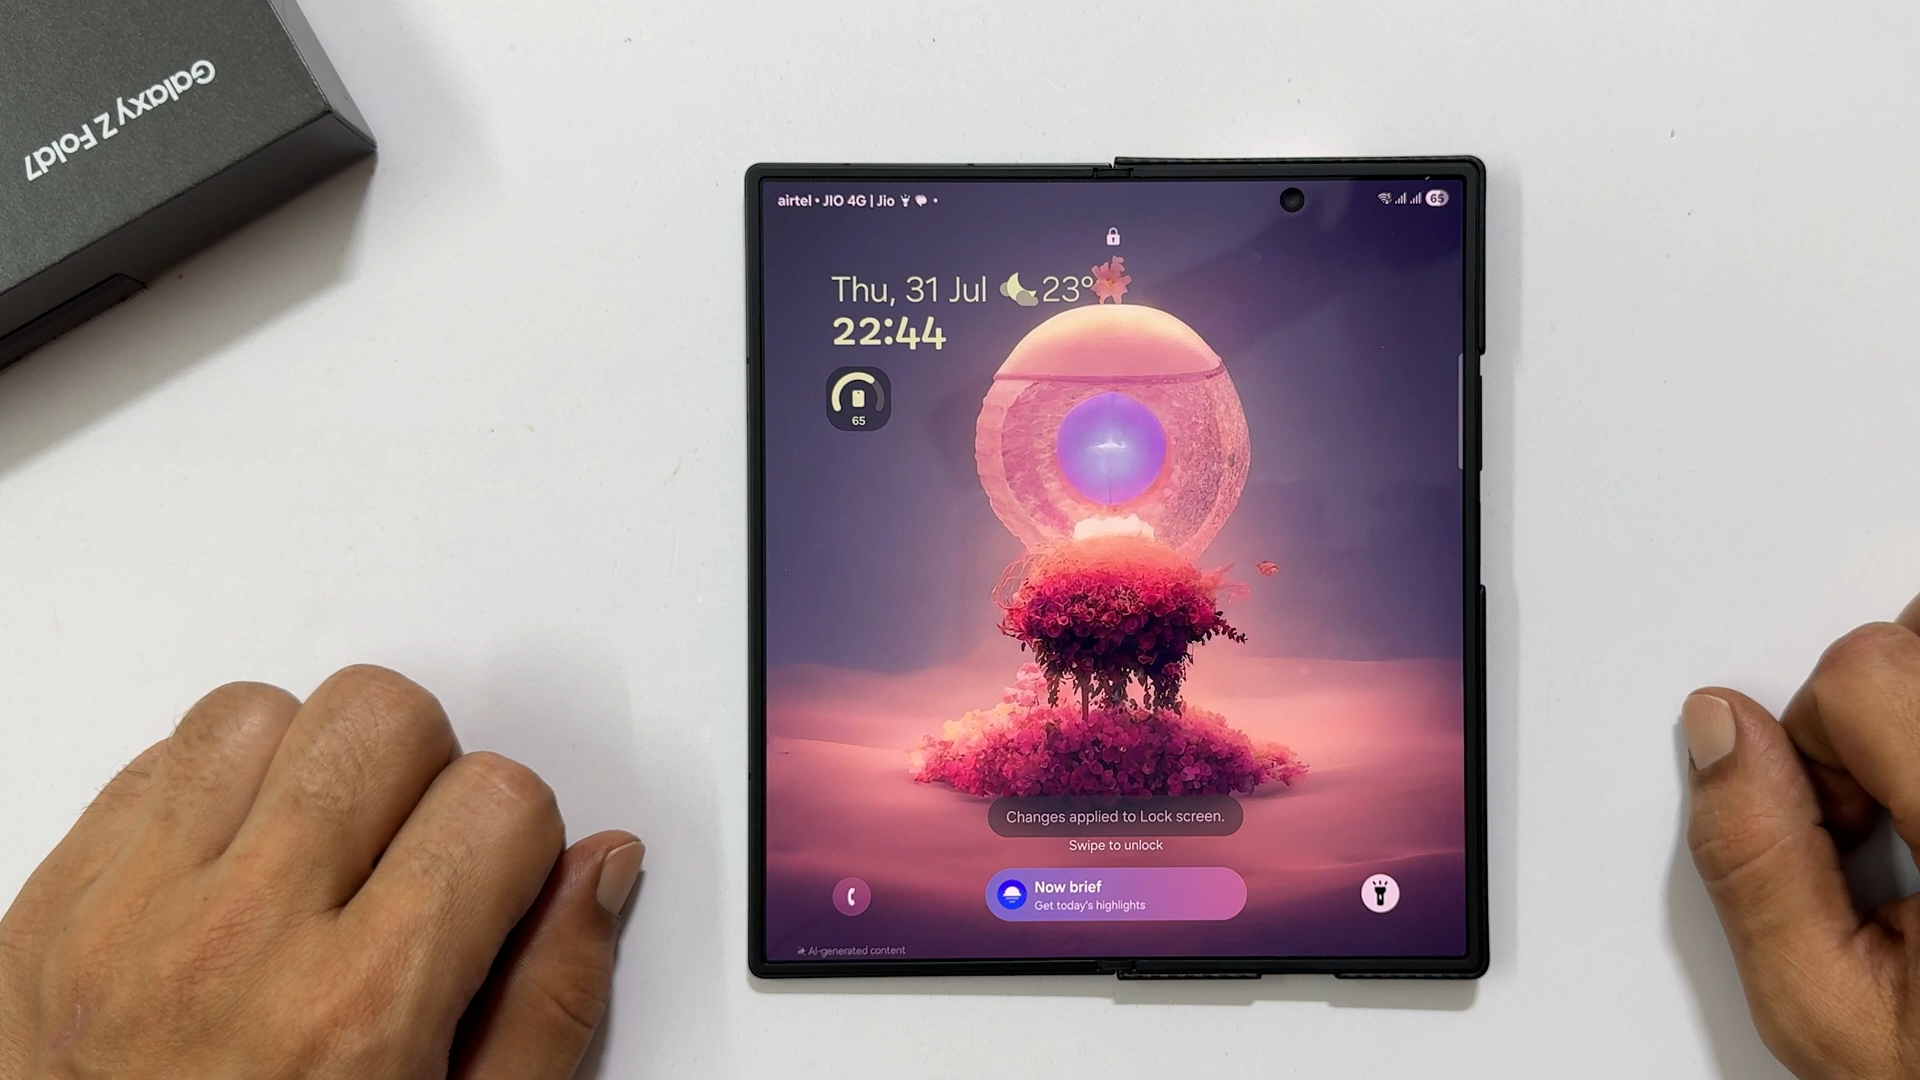 Galaxy Z Fold7
airtel • JIO 4G | Jio
65
Thu, 31 Jul 23°
22:44
65
Changes applied to Lock screen.
Swipe to unlock
Now brief
Get today's highlights
AI-generated content